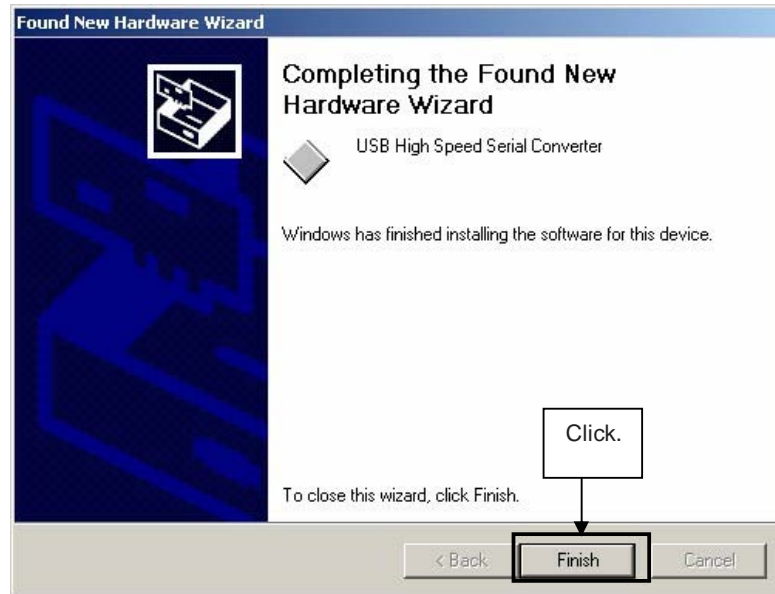 Found New Hardware Wizard
Completing the Found New
Hardware Wizard
USB High Speed Serial Converter
Windows has finished installing the software for this device.
Click.
To close this wizard, click Finish.
< Back
Finish
Cancel